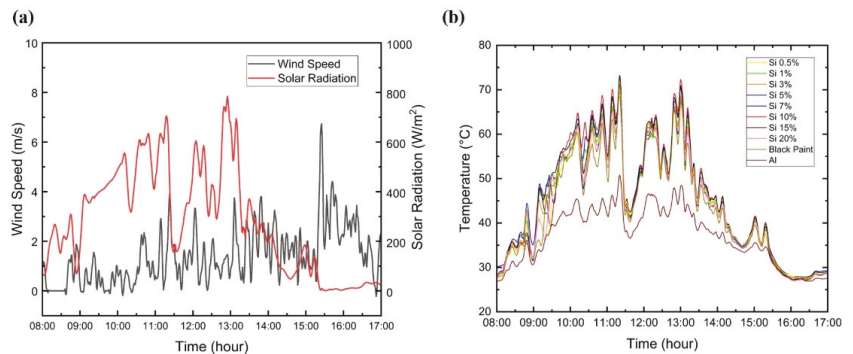 (a)
10
8
6
4
2
0
Wind Speed (m/s)
Wind Speed
Solar Radiation
1000
800
600
400
200
0
Solar Radiation (W/m²)
08:00 09:00 10:00 11:00 12:00 13:00 14:00 15:00 17:00
Time (hour)
(b)
80
70
60
50
40
30
20
Temperature (°C)
Si 0.5%
Si 1%
Si 3%
Si 5%
Si 7%
Si 10%
Si 15%
Si 20%
Black Paint
Al
08:00 09:00 10:00 11:00 12:00 13:00 14:00 15:00 16:00 17:00
Time (hour)